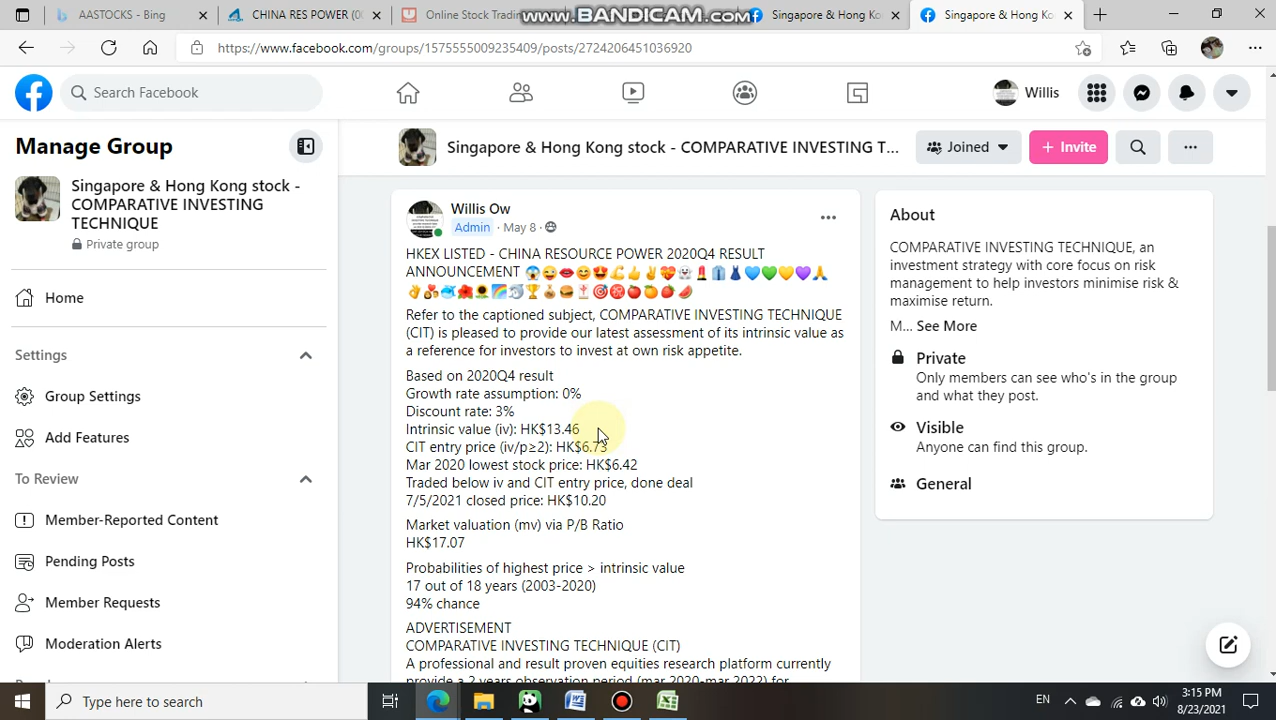 AASTOCKS - Bing
CHINA RES POWER (00
Online Stock Tradin
www.BANDICAM.com
Singapore & Hong Ko
Singapore & Hong Ko
https://www.facebook.com/groups/1575555009235409/posts/2724206451036920
Search Facebook
Willis
Manage Group
Singapore & Hong Kong stock -
COMPARATIVE INVESTING
TECHNIQUE
Private group
Home
Settings
Group Settings
Add Features
To Review
Member-Reported Content
Pending Posts
Member Requests
Moderation Alerts
Singapore & Hong Kong stock - COMPARATIVE INVESTING T...
Joined
+ Invite
Willis Ow
Admin · May 8 ·
HKEX LISTED - CHINA RESOURCE POWER 2020Q4 RESULT
ANNOUNCEMENT
Refer to the captioned subject, COMPARATIVE INVESTING TECHNIQUE
(CIT) is pleased to provide our latest assessment of its intrinsic value as
a reference for investors to invest at own risk appetite.
Based on 2020Q4 result
Growth rate assumption: 0%
Discount rate: 3%
Intrinsic value (iv): HK$13.46
CIT entry price (iv/p≥2): HK$6.73
Mar 2020 lowest stock price: HK$6.42
Traded below iv and CIT entry price, done deal
7/5/2021 closed price: HK$10.20
Market valuation (mv) via P/B Ratio
HK$17.07
Probabilities of highest price > intrinsic value
17 out of 18 years (2003-2020)
94% chance
ADVERTISEMENT
COMPARATIVE INVESTING TECHNIQUE (CIT)
A professional and result proven equities research platform currently
provide a 2 years observation period (mar 2020-mar 2022) for
About
COMPARATIVE INVESTING TECHNIQUE, an
investment strategy with core focus on risk
management to help investors minimise risk &
maximise return.
M... See More
Private
Only members can see who's in the group
and what they post.
Visible
Anyone can find this group.
General
Type here to search
EN
3:15 PM
8/23/2021